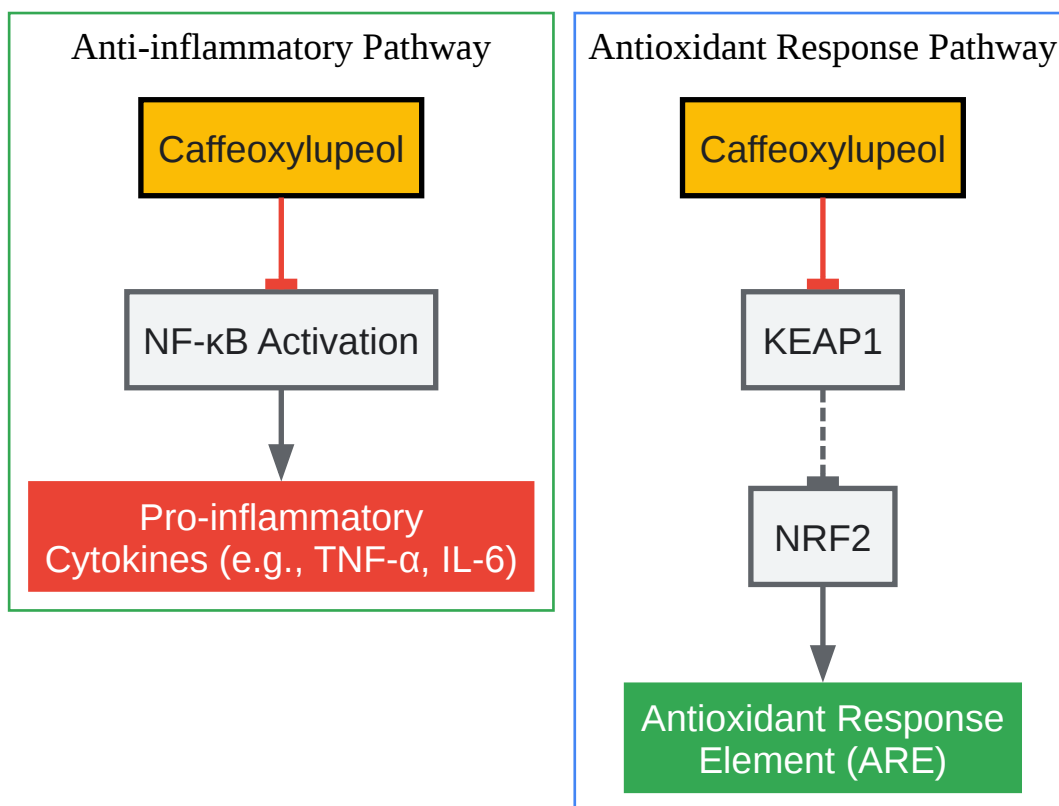 Anti-inflammatory Pathway
Caffeoxylupeol
NF-κB Activation
Pro-inflammatory
Cytokines (e.g., TNF-α, IL-6)
Antioxidant Response Pathway
Caffeoxylupeol
KEAP1
NRF2
Antioxidant Response
Element (ARE)